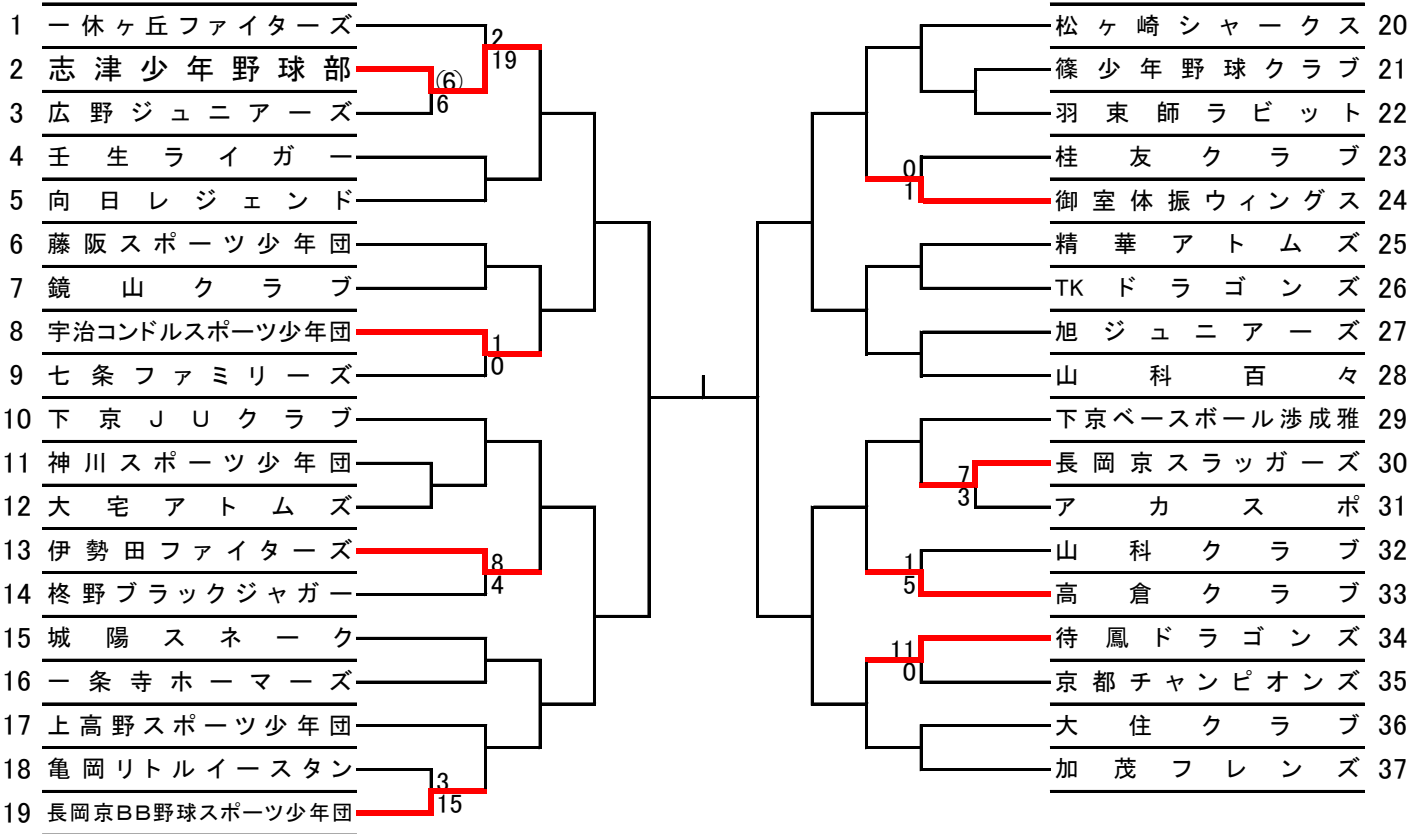 1 一休ヶ丘ファイターズ
2 志津少年野球部
3 広野ジュニアーズ
4 壬生ライガー
5 向日レジェンド
6 藤阪スポーツ少年団
7 鏡山クラブ
8 宇治コンドルスポーツ少年団
9 七条ファミリーズ
10 下京JUクラブ
11 神川スポーツ少年団
12 大宅アトムズ
13 伊勢田ファイターズ
14 柊野ブラックジャガー
15 城陽スネーク
16 一条寺ホーマーズ
17 上高野スポーツ少年団
18 亀岡リトルイースタン
19 長岡京BB野球スポーツ少年団
2
19
⑥
6
1
0
8
4
3
15
松ヶ崎シャークス 20
篠少年野球クラブ 21
羽束師ラビット 22
桂友クラブ 23
御室体振ウィングス 24
精華アトムズ 25
TKドラゴンズ 26
旭ジュニアーズ 27
山科百々 28
下京ベースボール渉成雅 29
長岡京スラッガーズ 30
アカスポ 31
山科クラブ 32
高倉クラブ 33
待鳳ドラゴンズ 34
京都チャンピオンズ 35
大住クラブ 36
加茂フレンズ 37
0
1
7
3
1
5
11
0